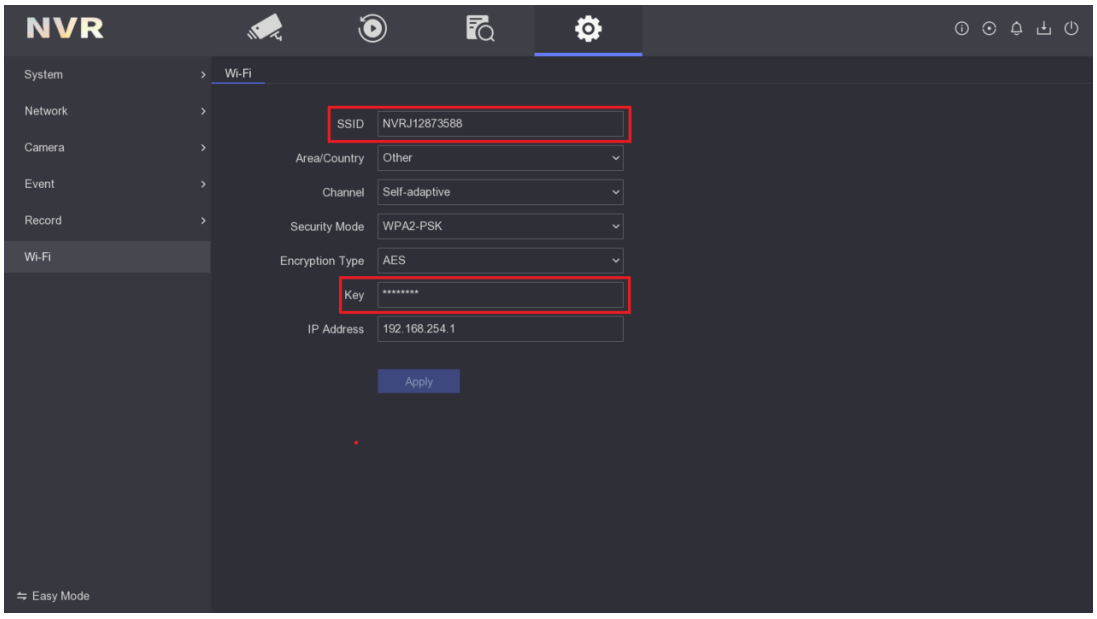 NVR
System
Network
Camera
Event
Record
Wi-Fi
Easy Mode
Wi-Fi
SSID NVRJ12873588
Area/Country Other
Channel Self-adaptive
Security Mode WPA2-PSK
Encryption Type AES
Key ********
IP Address 192.168.254.1
Apply